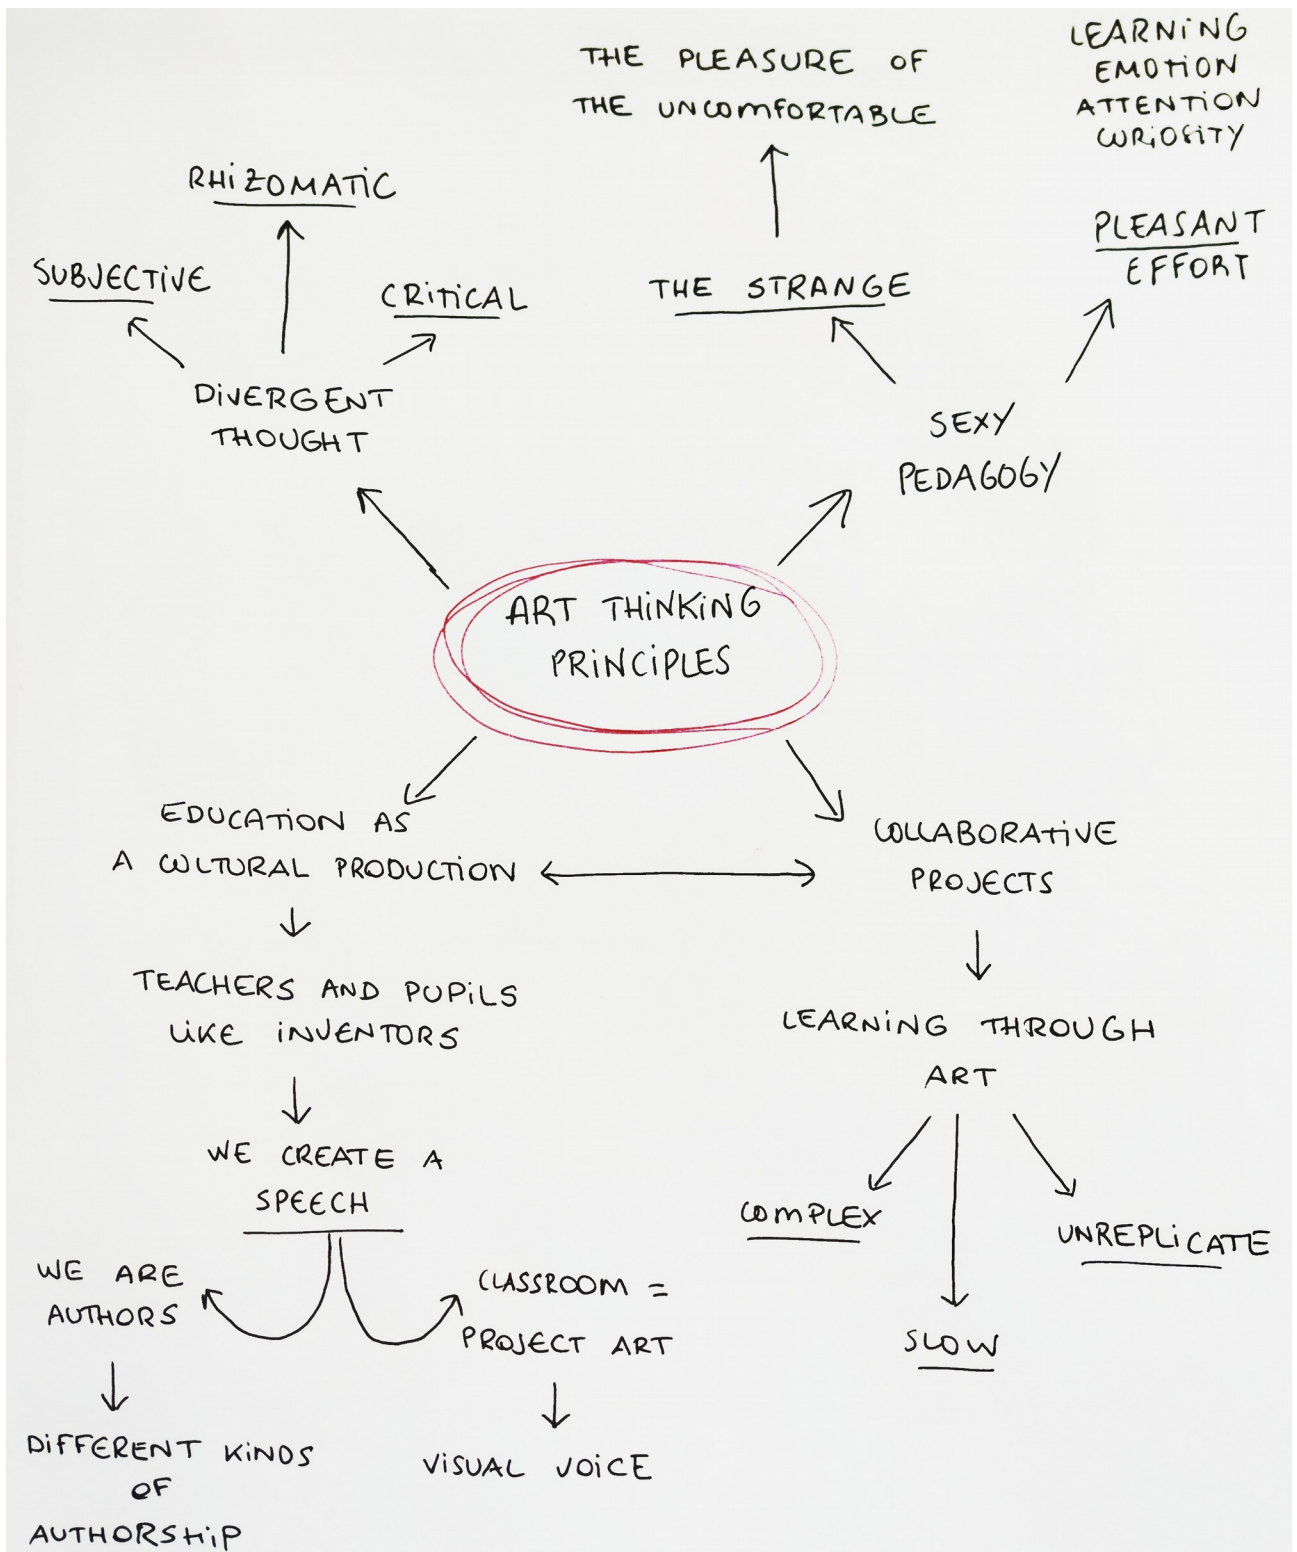 THE PLEASURE OF
THE UNCOMFORTABLE
LEARNING
EMOTION
ATTENTION
CURIOSITY
RHIZOMATIC
SUBJECTIVE
CRITICAL
THE STRANGE
PLEASANT
EFFORT
DIVERGENT
THOUGHT
SEXY
PEDAGOGY
ART THINKING
PRINCIPLES
EDUCATION AS
A CULTURAL PRODUCTION
COLLABORATIVE
PROJECTS
TEACHERS AND PUPILS
LIKE INVENTORS
LEARNING THROUGH
ART
WE CREATE A
SPEECH
COMPLEX
UNREPLICATE
SLOW
WE ARE
AUTHORS
CLASSROOM =
PROJECT ART
DIFFERENT KINDS
OF
AUTHORSHIP
VISUAL VOICE